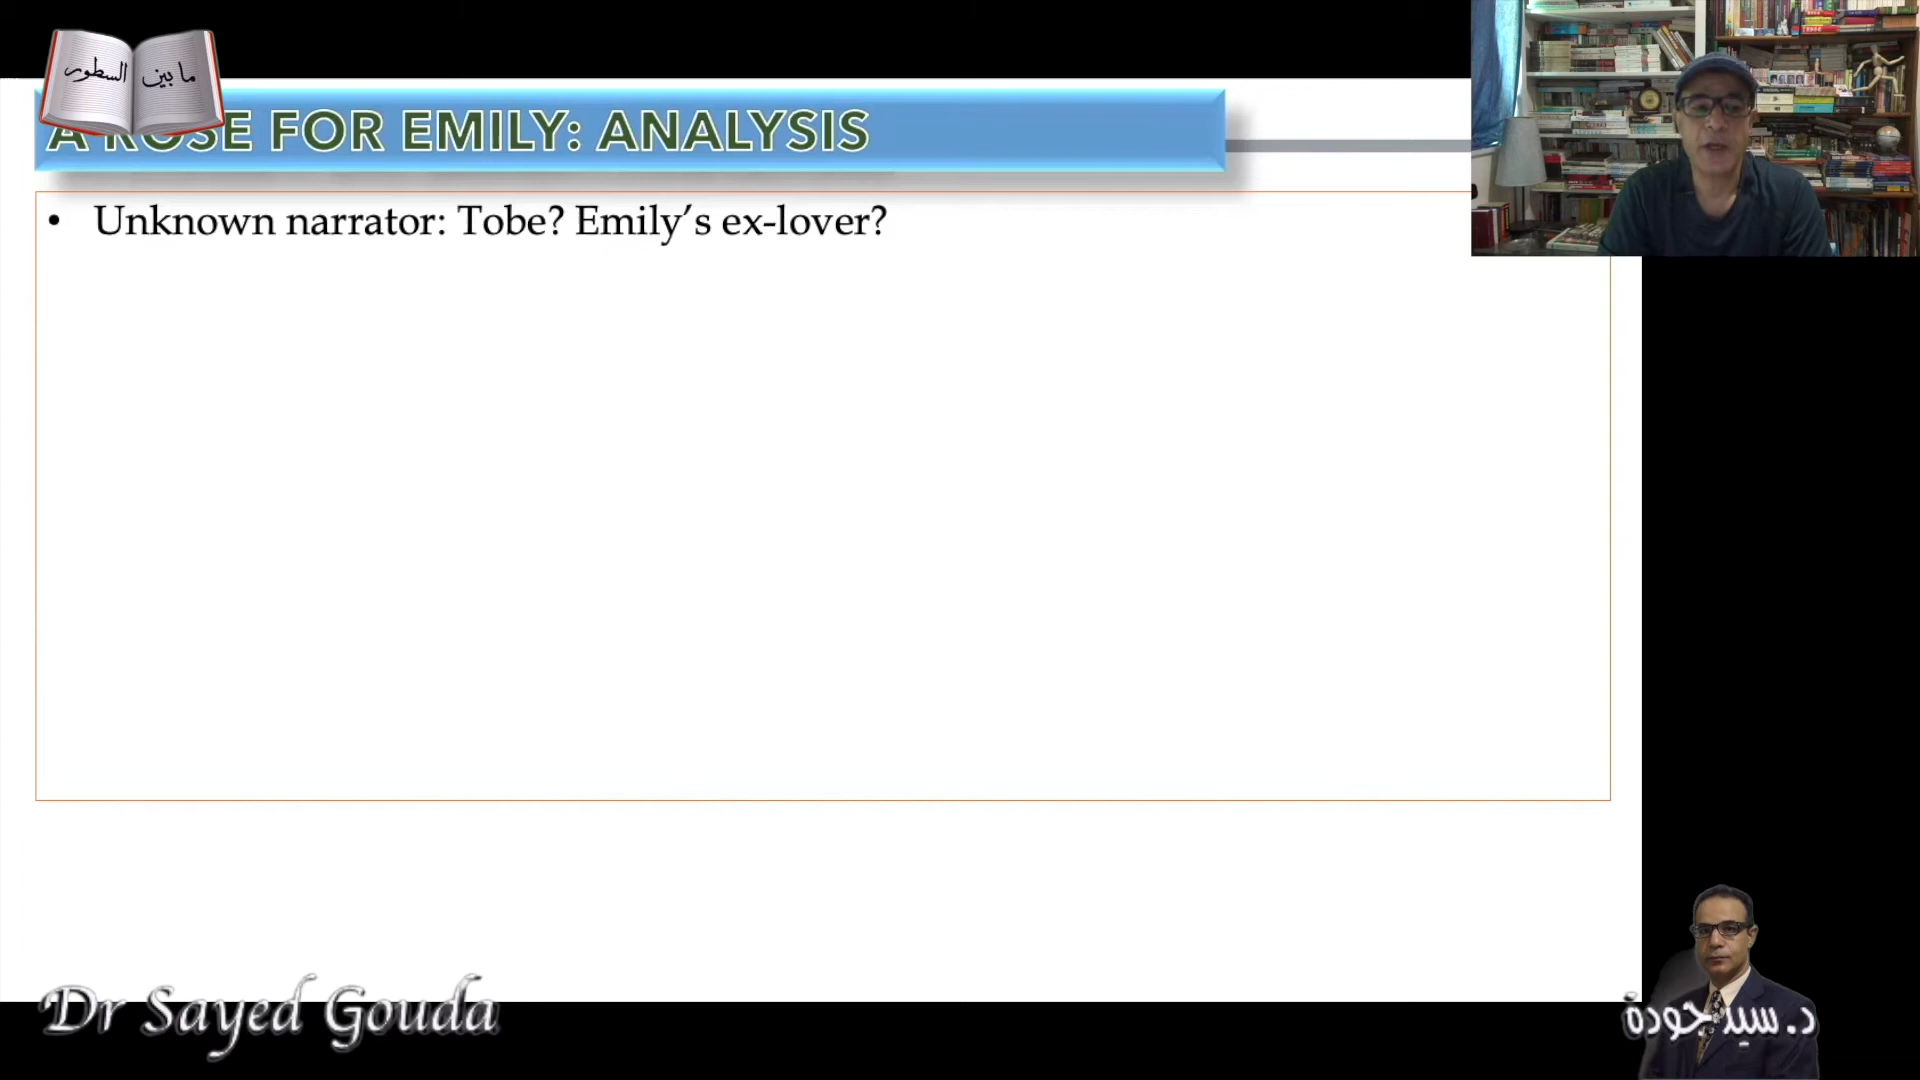 ما بين السطور
A ROSE FOR EMILY: ANALYSIS
• Unknown narrator: Tobe? Emily’s ex-lover?
Dr Sayed Gouda
د. سيد جودة